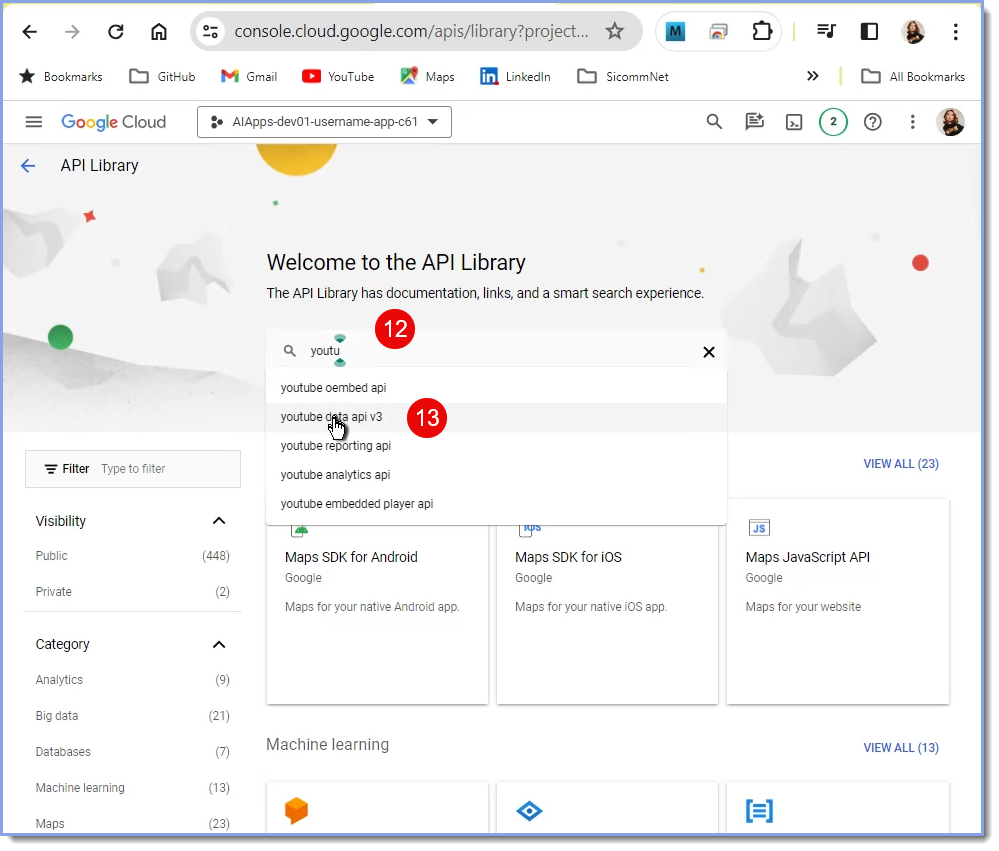 console.cloud.google.com/apis/library?project...
M
Bookmarks GitHub Gmail YouTube Maps LinkedIn SicommNet » All Bookmarks
Google Cloud AIApps-dev01-username-app-c61 2
API Library
Welcome to the API Library
The API Library has documentation, links, and a smart search experience.
12
youtu
youtube oembed api
youtube data api v3
13
youtube reporting api
youtube analytics api
youtube embedded player api
Filter Type to filter
VIEW ALL (23)
Visibility
Public (448)
Private (2)
Category
Analytics (9)
Big data (21)
Databases (7)
Machine learning (13)
Maps (23)
Maps SDK for Android
Google
Maps for your native Android app.
iOS
Maps SDK for iOS
Google
Maps for your native iOS app.
JS
Maps JavaScript API
Google
Maps for your website
Machine learning
VIEW ALL (13)